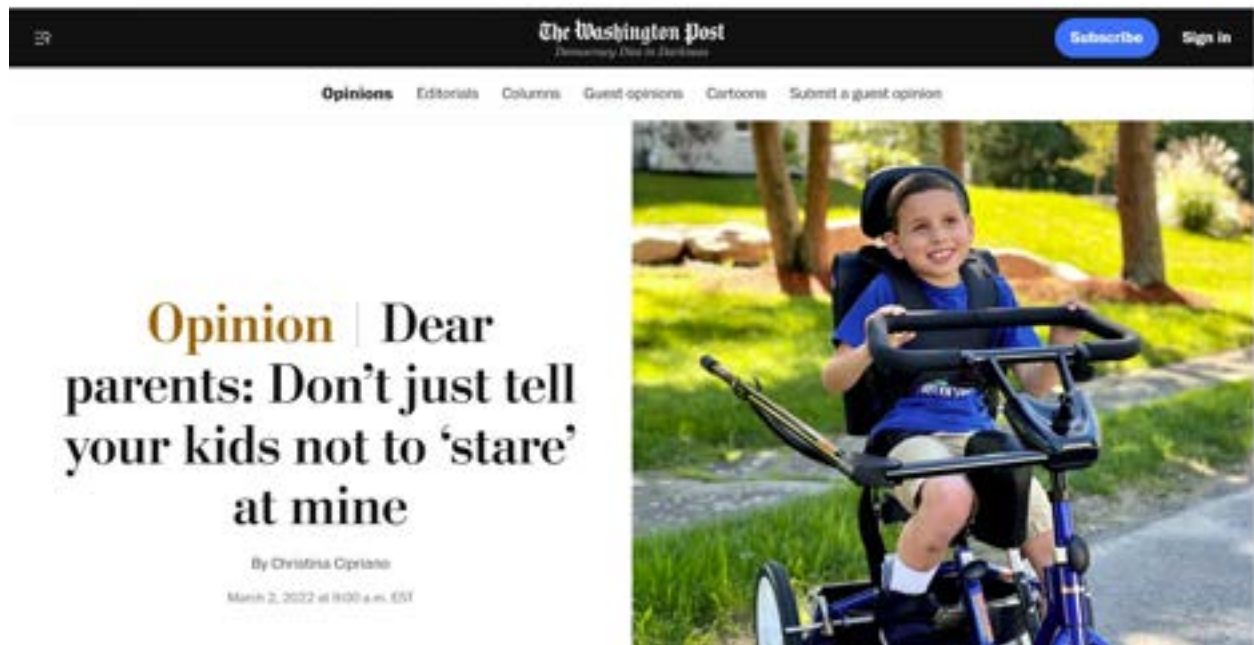 The Washington Post
Democracy Dies in Darkness
Subscribe
Sign in
Opinions Editorials Columns Guest opinions Cartoons Submit a guest opinion
Opinion | Dear
parents: Don’t just tell
your kids not to ‘stare’
at mine
By Christina Cipriano
March 2, 2022 at 9:00 a.m. EST